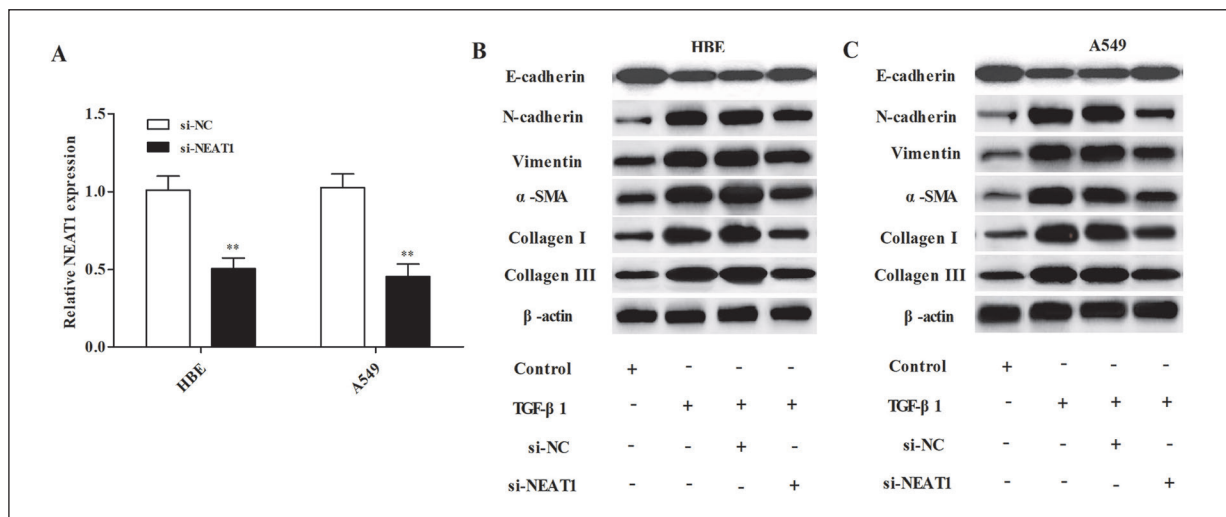 A
Relative NEAT1 expression
1.5
1.0
0.5
0.0
si-NC
si-NEAT1
**
**
HBE
A549
B
HBE
E-cadherin
N-cadherin
Vimentin
α -SMA
Collagen I
Collagen III
β -actin
Control + - - -
TGF-β 1 - + + +
si-NC - - + -
si-NEAT1 - - - +
C
A549
E-cadherin
N-cadherin
Vimentin
α -SMA
Collagen I
Collagen III
β -actin
Control + - - -
TGF-β 1 - + + +
si-NC - - + -
si-NEAT1 - - - +